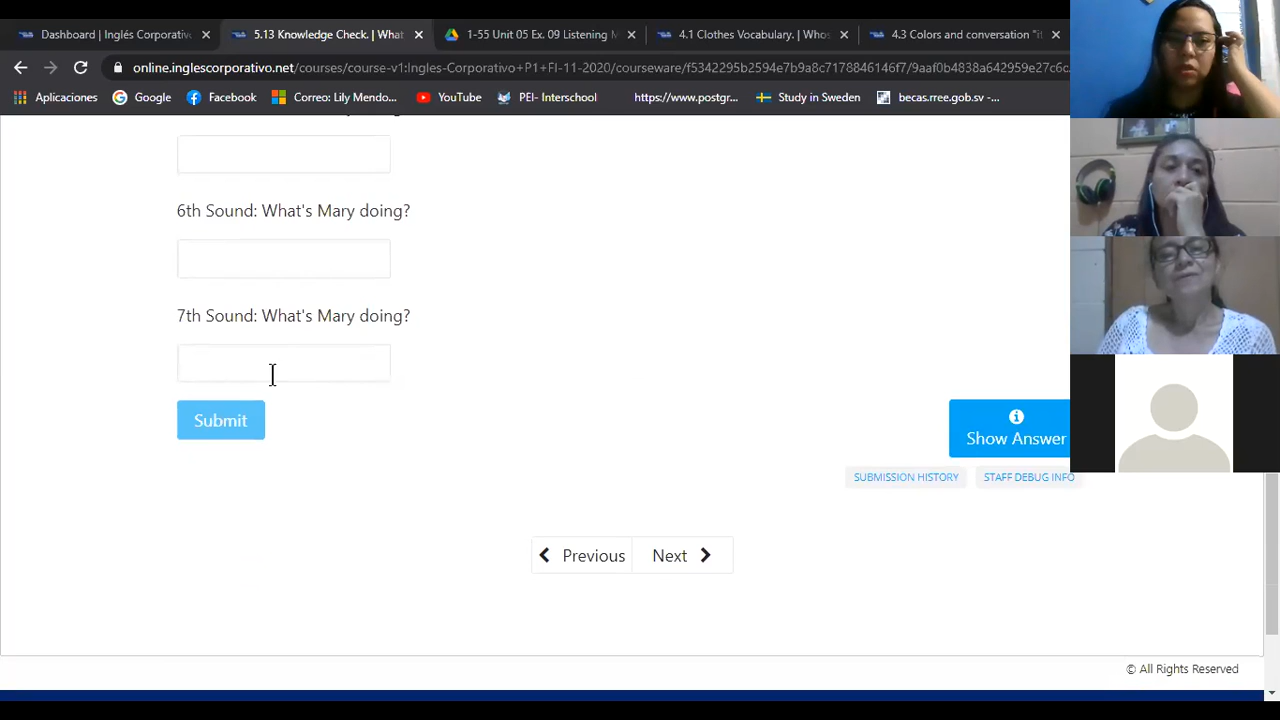 Dashboard | Inglés Corporativ
5.13 Knowledge Check. | What
1-55 Unit 05 Ex. 09 Listening M
4.1 Clothes Vocabulary. | Whos
4.3 Colors and conversation "it
online.inglescorporativo.net/courses/course-v1:Ingles-Corporativo+P1+FI-11-2020/courseware/f5342295b2594e7b9a8c7178846146f7/9aaf0b4838a642959e27c6c
Aplicaciones
Google
Facebook
Correo: Lily Mendo...
YouTube
PEI- Interschool
https://www.postgr...
Study in Sweden
becas.rree.gob.sv -...
6th Sound: What's Mary doing?
7th Sound: What's Mary doing?
Submit
Show Answer
SUBMISSION HISTORY
STAFF DEBUG INFO
Previous
Next
© All Rights Reserved